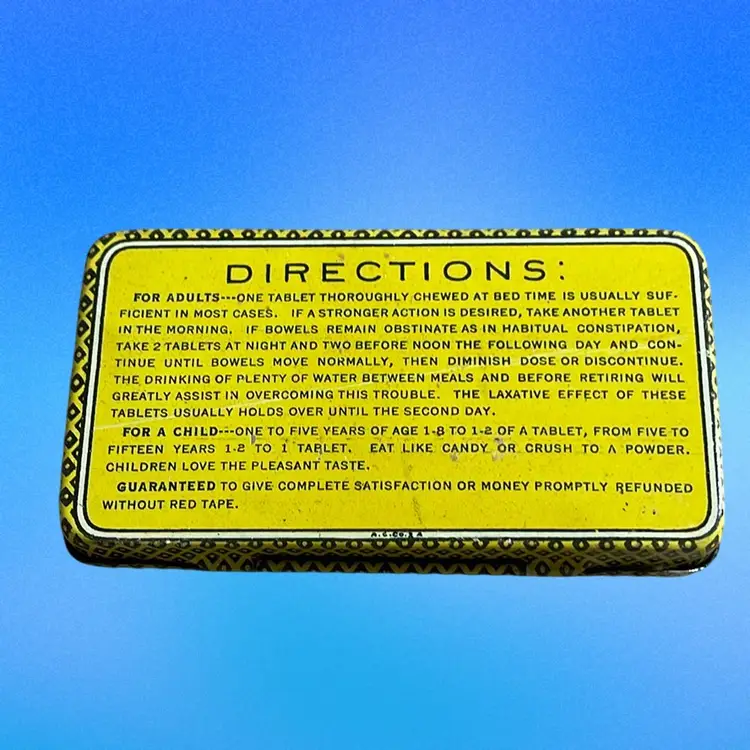 DIRECTIONS:
FOR ADULTS---ONE TABLET THOROUGHLY CHEWED AT BED TIME IS USUALLY SUF-
FICIENT IN MOST CASES. IF A STRONGER ACTION IS DESIRED, TAKE ANOTHER TABLET
IN THE MORNING. IF BOWELS REMAIN OBSTINATE AS IN HABITUAL CONSTIPATION,
TAKE 2 TABLETS AT NIGHT AND TWO BEFORE NOON THE FOLLOWING DAY AND CON-
TINUE UNTIL BOWELS MOVE NORMALLY, THEN DIMINISH DOSE OR DISCONTINUE.
THE DRINKING OF PLENTY OF WATER BETWEEN MEALS AND BEFORE RETIRING WILL
GREATLY ASSIST IN OVERCOMING THIS TROUBLE. THE LAXATIVE EFFECT OF THESE
TABLETS USUALLY HOLDS OVER UNTIL THE SECOND DAY.
FOR A CHILD---ONE TO FIVE YEARS OF AGE 1-8 TO 1-2 OF A TABLET, FROM FIVE TO
FIFTEEN YEARS 1-2 TO 1 TABLET. EAT LIKE CANDY OR CRUSH TO A POWDER.
CHILDREN LOVE THE PLEASANT TASTE.
GUARANTEED TO GIVE COMPLETE SATISFACTION OR MONEY PROMPTLY REFUNDED
WITHOUT RED TAPE.